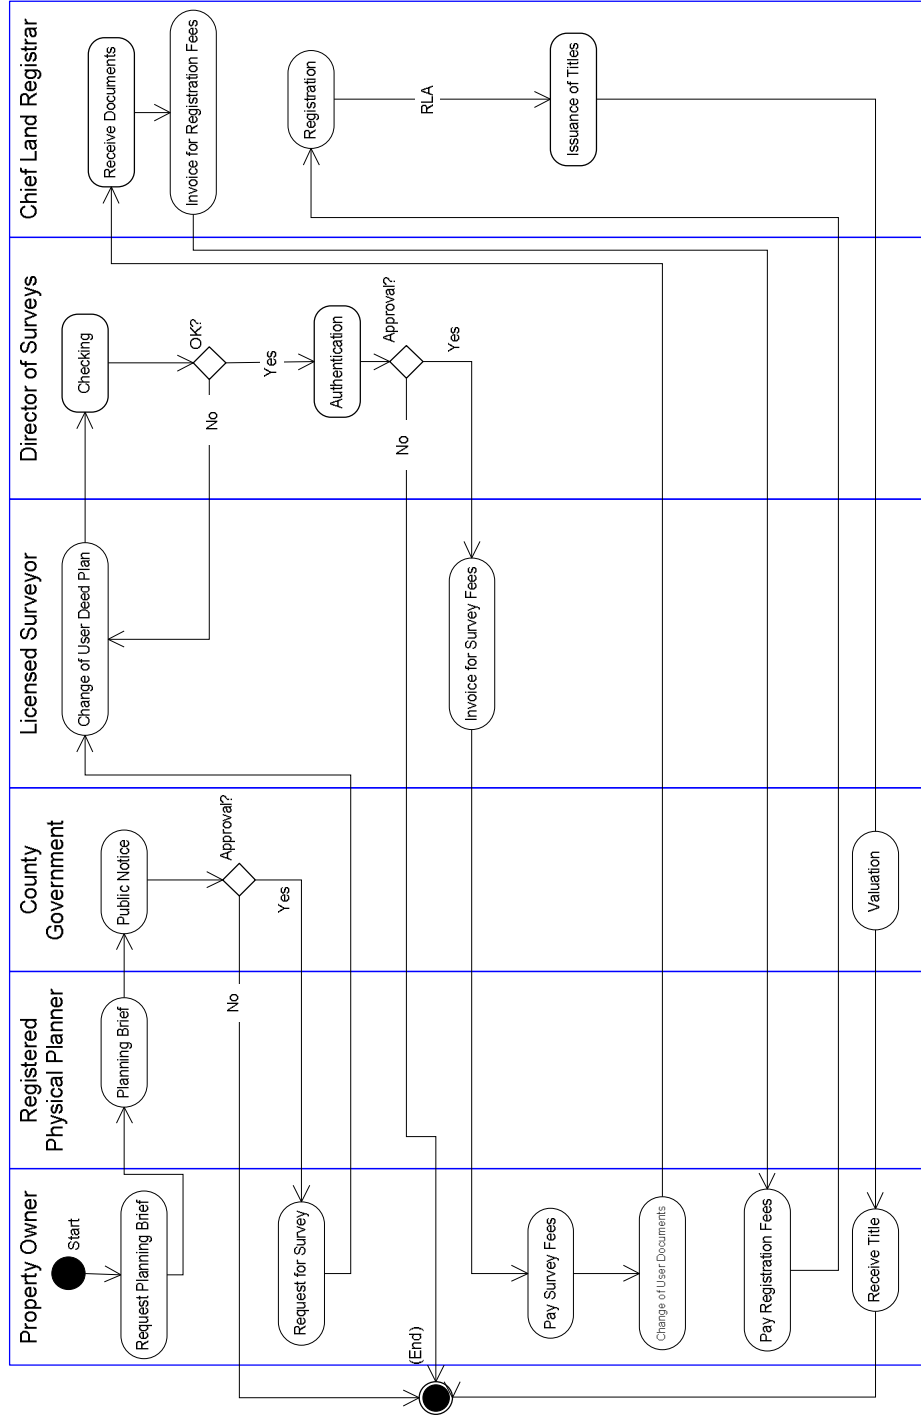 Property Owner
Registered
Physical Planner
County
Government
Licensed Surveyor
Director of Surveys
Chief Land Registrar
Start
Request Planning Brief
Planning Brief
Public Notice
Approval?
No
Yes
Request for Survey
Change of User Deed Plan
Checking
OK?
No
Yes
Authentication
Approval?
No
Yes
(End)
Invoice for Survey Fees
Pay Survey Fees
Change of User Documents
Receive Documents
Invoice for Registration Fees
Pay Registration Fees
Registration
RLA
Issuance of Titles
Valuation
Receive Title